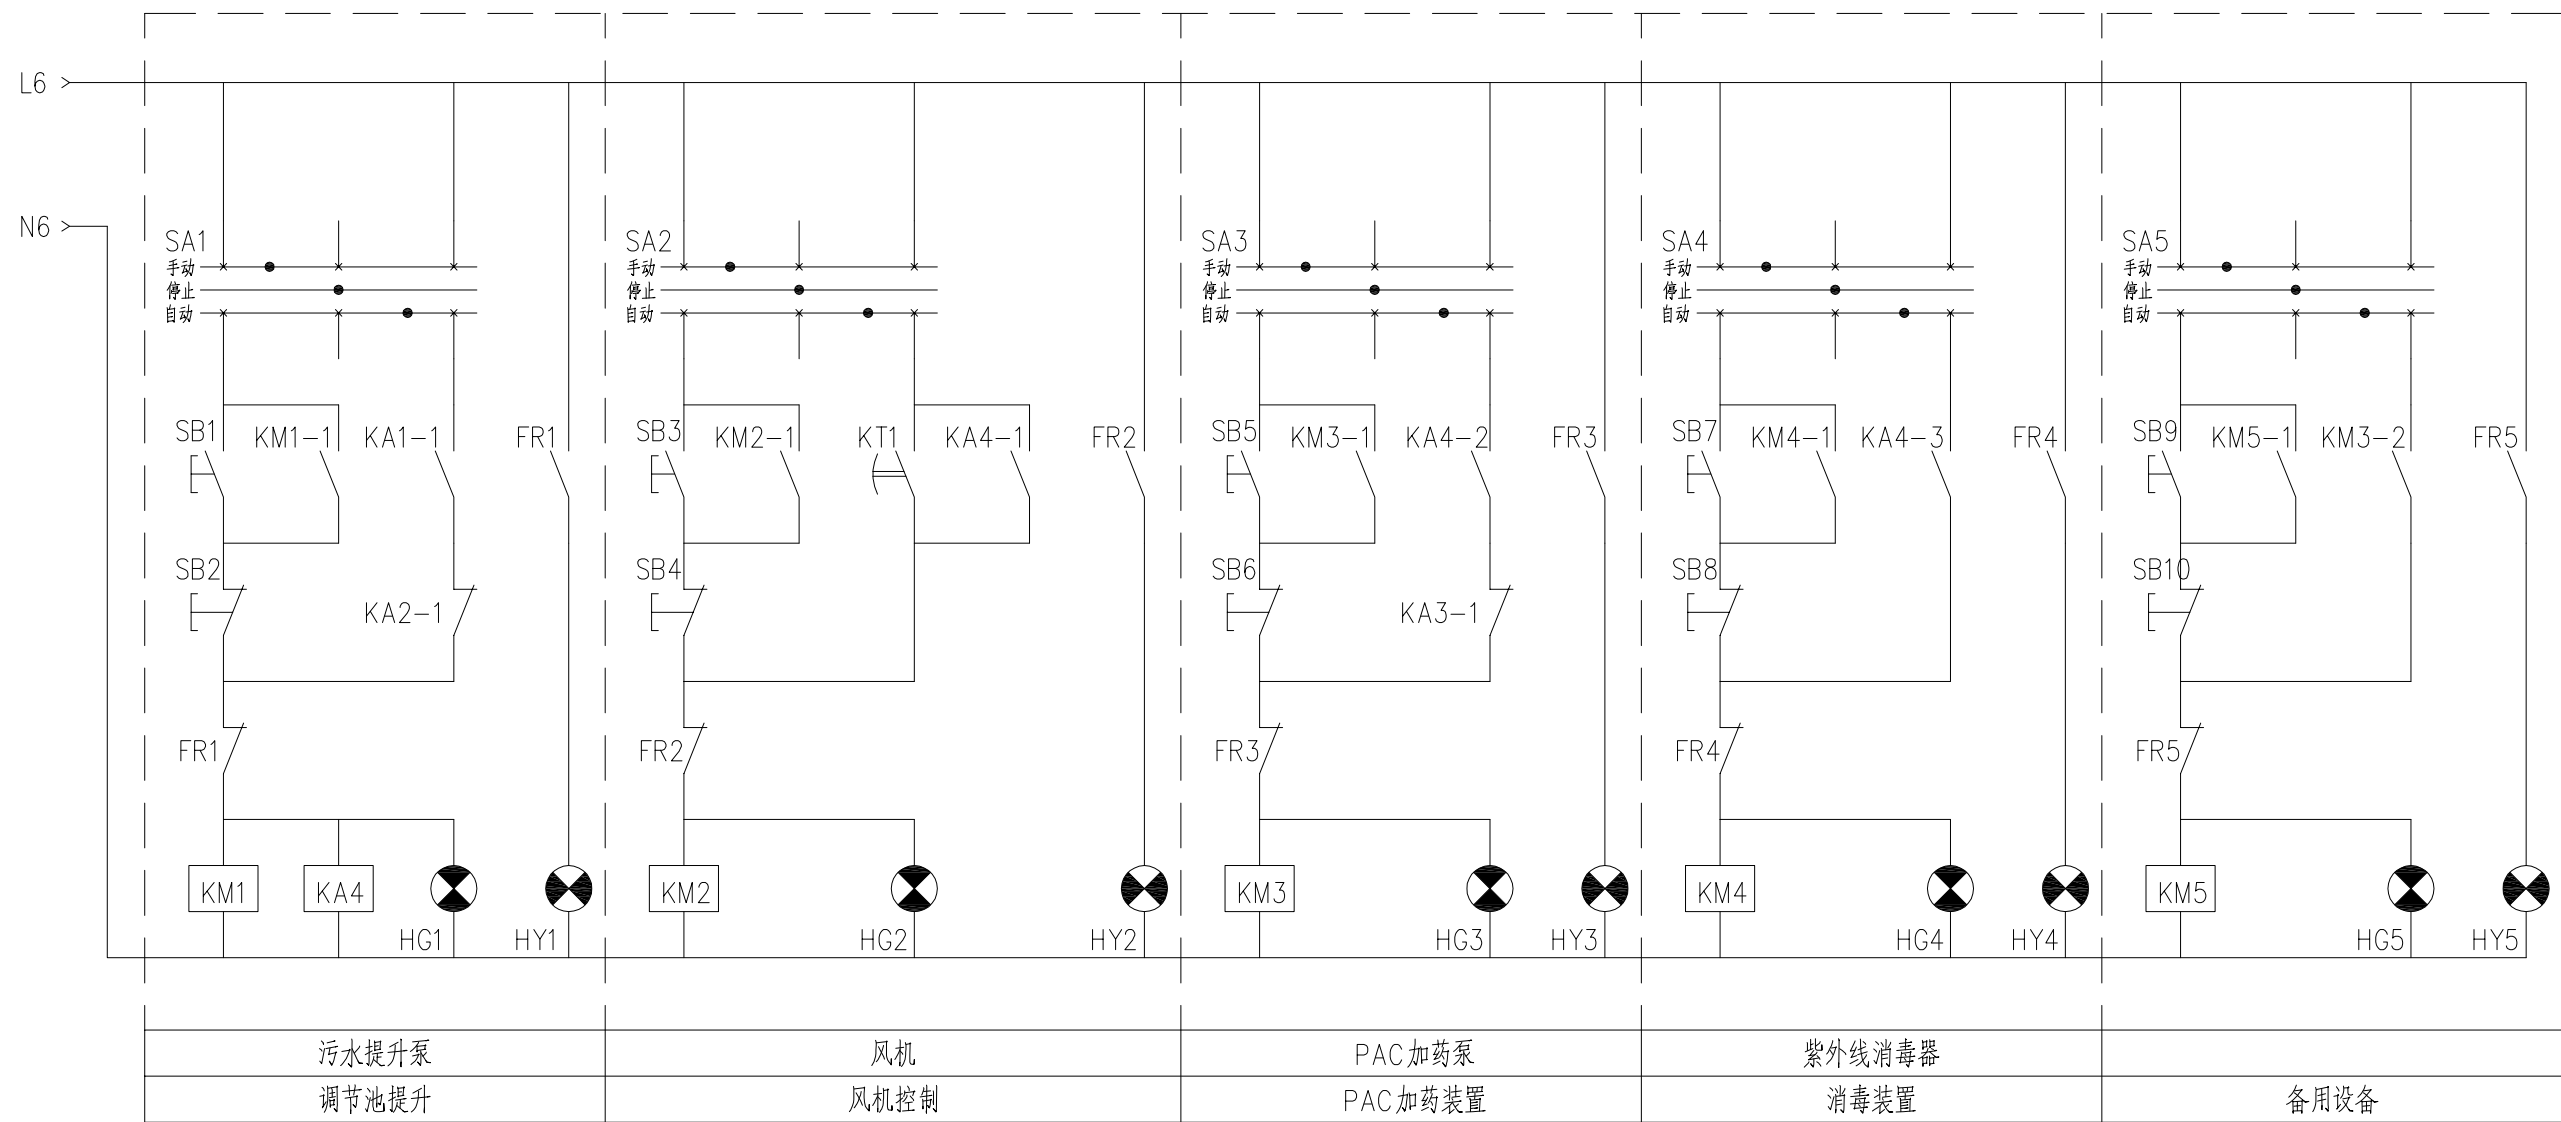 L6
N6
SA1
手动
停止
自动
SB1
KM1-1
KA1-1
FR1
SB2
KA2-1
FR1
KM1
KA4
HG1
HY1
污水提升泵
调节池提升
SA2
手动
停止
自动
SB3
KM2-1
KT1
KA4-1
FR2
SB4
FR2
KM2
HG2
HY2
风机
风机控制
SA3
手动
停止
自动
SB5
KM3-1
KA4-2
FR3
SB6
KA3-1
FR3
KM3
HG3
HY3
PAC加药泵
PAC加药装置
SA4
手动
停止
自动
SB7
KM4-1
KA4-3
FR4
SB8
FR4
KM4
HG4
HY4
紫外线消毒器
消毒装置
SA5
手动
停止
自动
SB9
KM5-1
KM3-2
FR5
SB10
FR5
KM5
HG5
HY5
备用设备